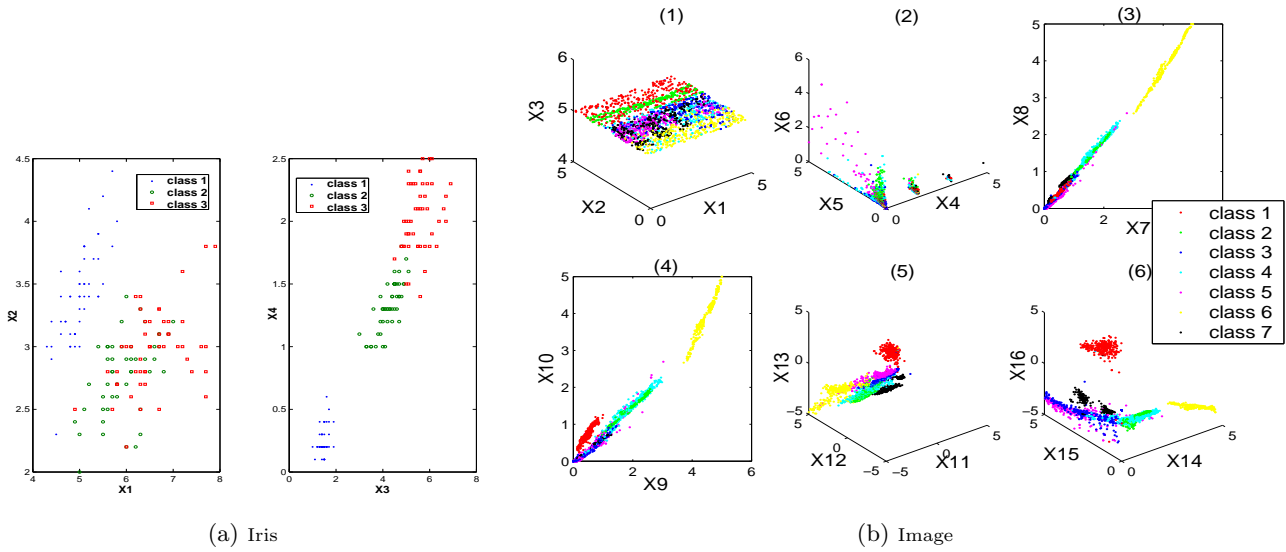 4.5
4
3.5
3
2.5
2
X2
4
5
6
7
8
X1
class 1
class 2
class 3
2.5
2
1.5
1
0.5
0
X4
0
2
4
6
8
X3
class 1
class 2
class 3
(a) Iris
(1)
6
5
4
X3
X2
0
0
X1
5
5
(2)
6
4
2
0
X6
X5
0
0
X4
5
5
(3)
5
4
3
2
1
0
X8
0
2
X7
(4)
5
4
3
2
1
0
X10
0
2
4
6
X9
(5)
5
0
−5
X13
5
0
−5
X12
−5
0
5
X11
(6)
5
0
−5
X16
5
0
X15
0
5
X14
class 1
class 2
class 3
class 4
class 5
class 6
class 7
(b) Image